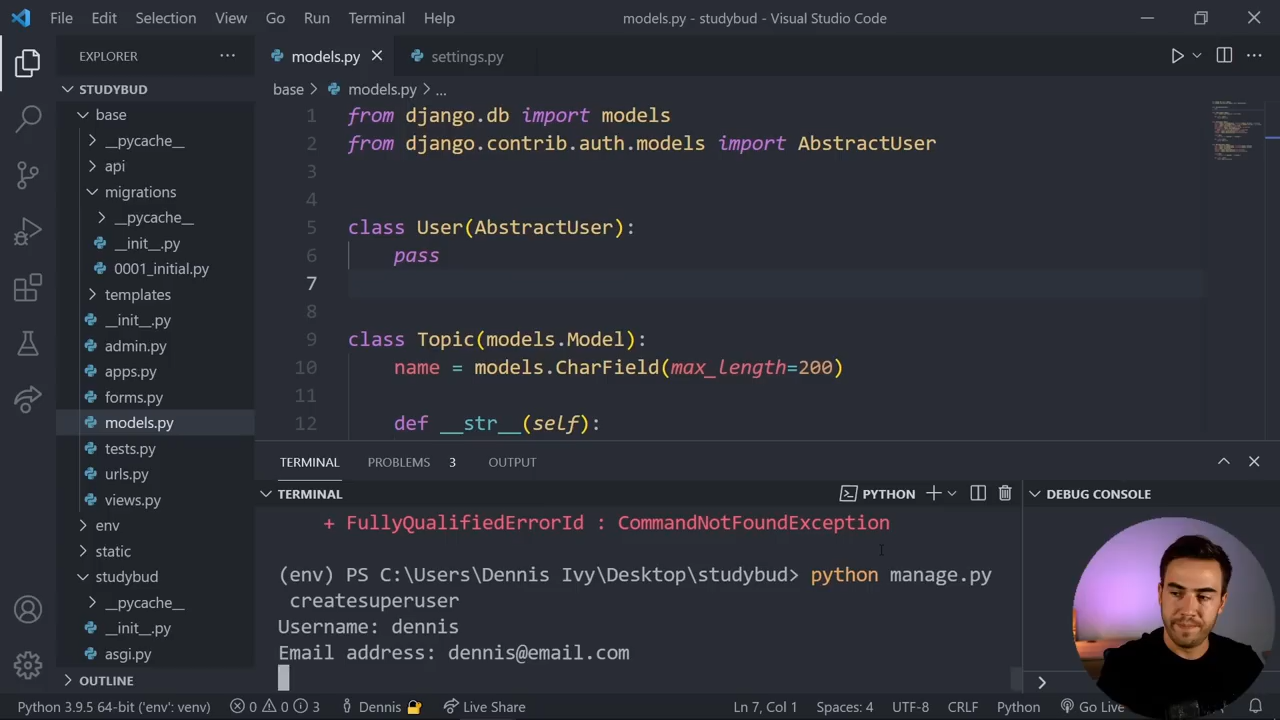 File Edit Selection View Go Run Terminal Help models.py - studybud - Visual Studio Code
EXPLORER
STUDYBUD
base
__pycache__
api
migrations
__pycache__
__init__.py
0001_initial.py
templates
__init__.py
admin.py
apps.py
forms.py
models.py
tests.py
urls.py
views.py
env
static
studybud
__pycache__
__init__.py
asgi.py
OUTLINE
models.py settings.py
base models.py ...
1 from django.db import models
2 from django.contrib.auth.models import AbstractUser
3
4
5 class User(AbstractUser):
6 pass
7
8
9 class Topic(models.Model):
10 name = models.CharField(max_length=200)
11
12 def __str__(self):
TERMINAL PROBLEMS 3 OUTPUT
TERMINAL PYTHON
+ FullyQualifiedErrorId : CommandNotFoundException
(env) PS C:\Users\Dennis Ivy\Desktop\studybud> python manage.py
createsuperuser
Username: dennis
Email address: dennis@email.com
DEBUG CONSOLE
Python 3.9.5 64-bit ('env': venv) 0 0 3 Dennis Live Share Ln 7, Col 1 Spaces: 4 UTF-8 CRLF Python Go Live